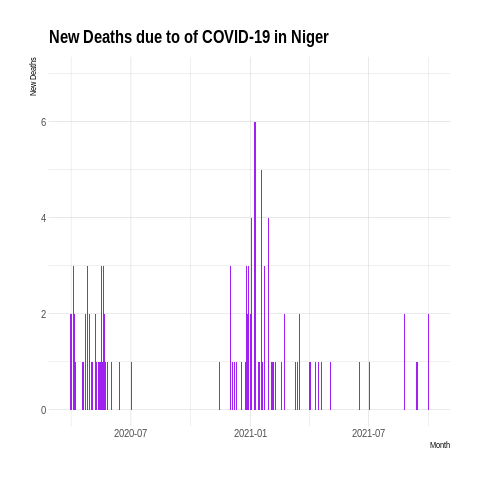 New Deaths due to of COVID-19 in Niger
New Deaths
6
4
2
0
2020-07
2021-01
2021-07
Month